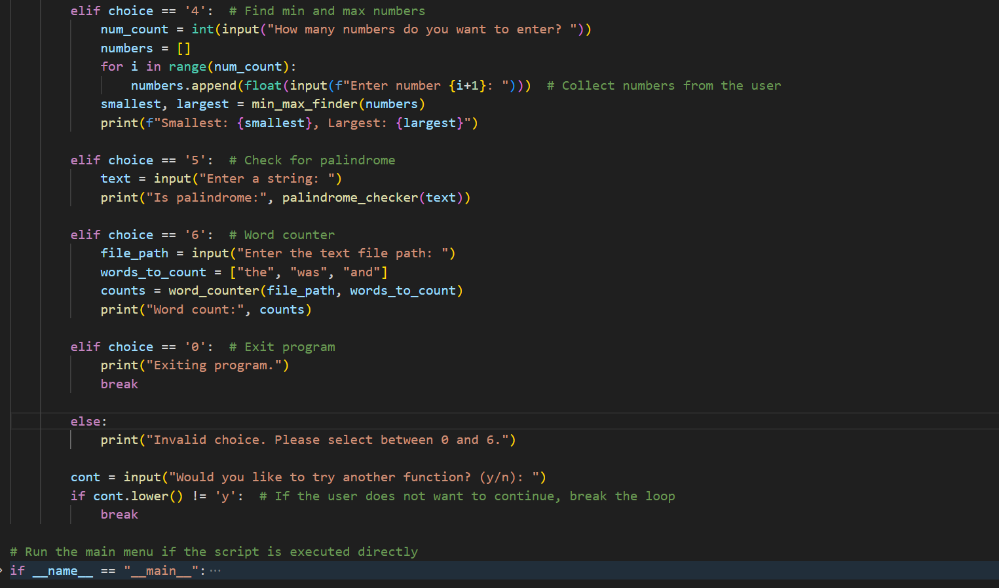 elif choice == '4':  # Find min and max numbers
num_count = int(input("How many numbers do you want to enter? "))
numbers = []
for i in range(num_count):
numbers.append(float(input(f"Enter number {i+1}: ")))  # Collect numbers from the user
smallest, largest = min_max_finder(numbers)
print(f"Smallest: {smallest}, Largest: {largest}")
elif choice == '5':  # Check for palindrome
text = input("Enter a string: ")
print("Is palindrome:", palindrome_checker(text))
elif choice == '6':  # Word counter
file_path = input("Enter the text file path: ")
words_to_count = ["the", "was", "and"]
counts = word_counter(file_path, words_to_count)
print("Word count:", counts)
elif choice == '0':  # Exit program
print("Exiting program.")
break
else:
print("Invalid choice. Please select between 0 and 6.")
cont = input("Would you like to try another function? (y/n): ")
if cont.lower() != 'y':  # If the user does not want to continue, break the loop
break
# Run the main menu if the script is executed directly
if __name__ == "__main__":···